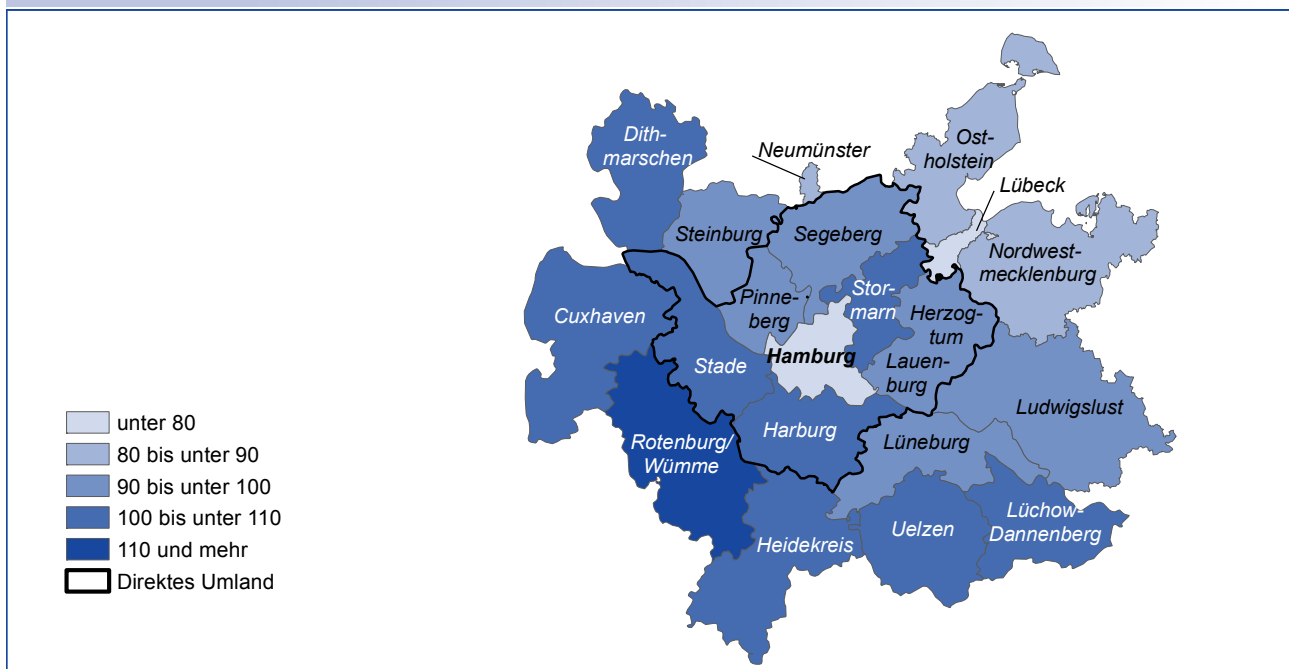 Dith-
marschen
Neumünster
Ost-
holstein
Lübeck
Steinburg
Segeberg
Nordwest-
mecklenburg
Pinne-
berg
Stor-
marn
Cuxhaven
Herzog-
tum
Lauen-
burg
Hamburg
Stade
Ludwigslust
Harburg
Lüneburg
Rotenburg/
Wümme
Lüchow-
Dannenberg
Uelzen
Heidekreis
unter 80
80 bis unter 90
90 bis unter 100
100 bis unter 110
110 und mehr
Direktes Umland